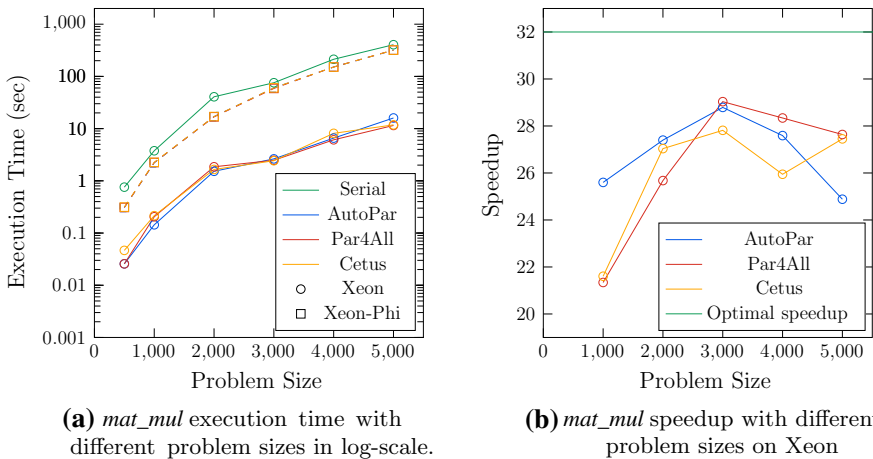 1,000
100
10
1
0.1
0.01
0.001
Execution Time (sec)
Serial
AutoPar
Par4All
Cetus
Xeon
Xeon-Phi
0 1,000 2,000 3,000 4,000 5,000
Problem Size
(a) mat_mul execution time with
different problem sizes in log-scale.
32
30
28
26
24
22
20
Speedup
AutoPar
Par4All
Cetus
Optimal speedup
0 1,000 2,000 3,000 4,000 5,000
Problem Size
(b) mat_mul speedup with differen
problem sizes on Xeon